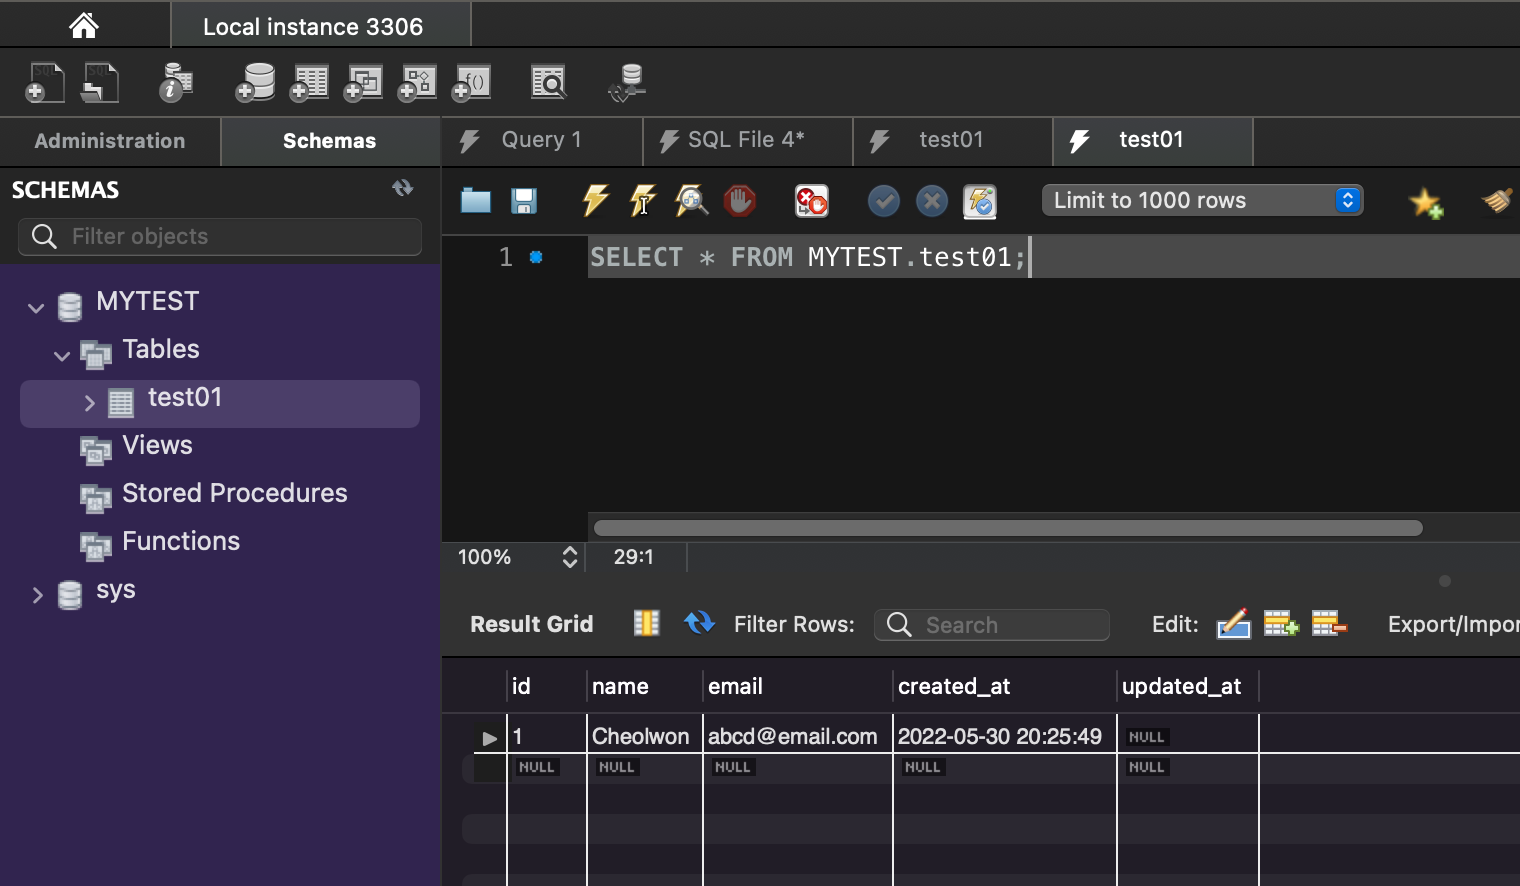 Local instance 3306
SQL SQL f()
Administration Schemas Query 1 SQL File 4* test01 test01
SCHEMAS
Limit to 1000 rows
Filter objects
1 SELECT * FROM MYTEST.test01;
MYTEST
Tables
test01
Views
Stored Procedures
Functions
sys
100% 29:1
Result Grid Filter Rows: Search Edit: Export/Impor
id name email created_at updated_at
1 Cheolwon abcd@email.com 2022-05-30 20:25:49 NULL
NULL NULL NULL NULL NULL